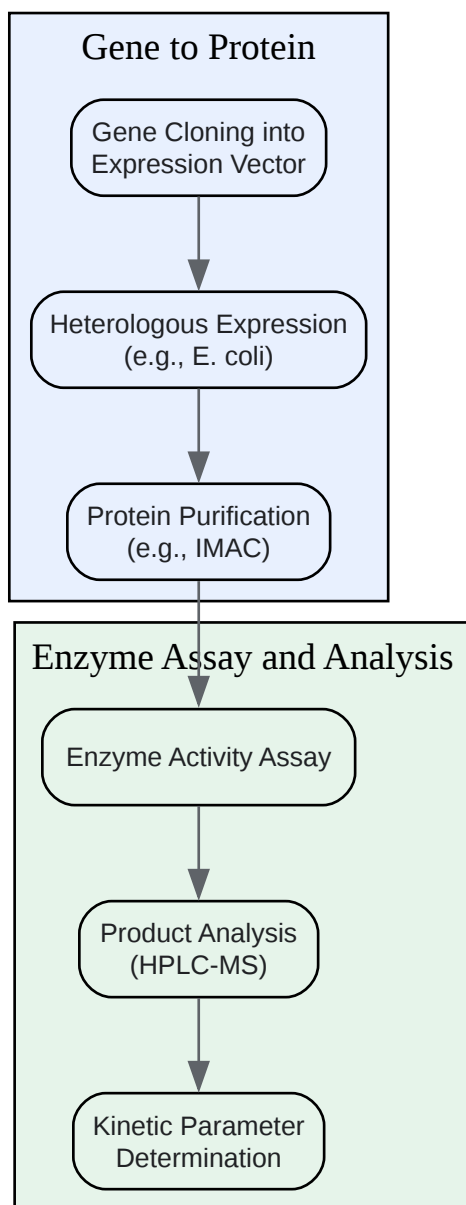 Gene to Protein
Gene Cloning into
Expression Vector
Heterologous Expression
(e.g., E. coli)
Protein Purification
(e.g., IMAC)
Enzyme Assay and Analysis
Enzyme Activity Assay
Product Analysis
(HPLC-MS)
Kinetic Parameter
Determination